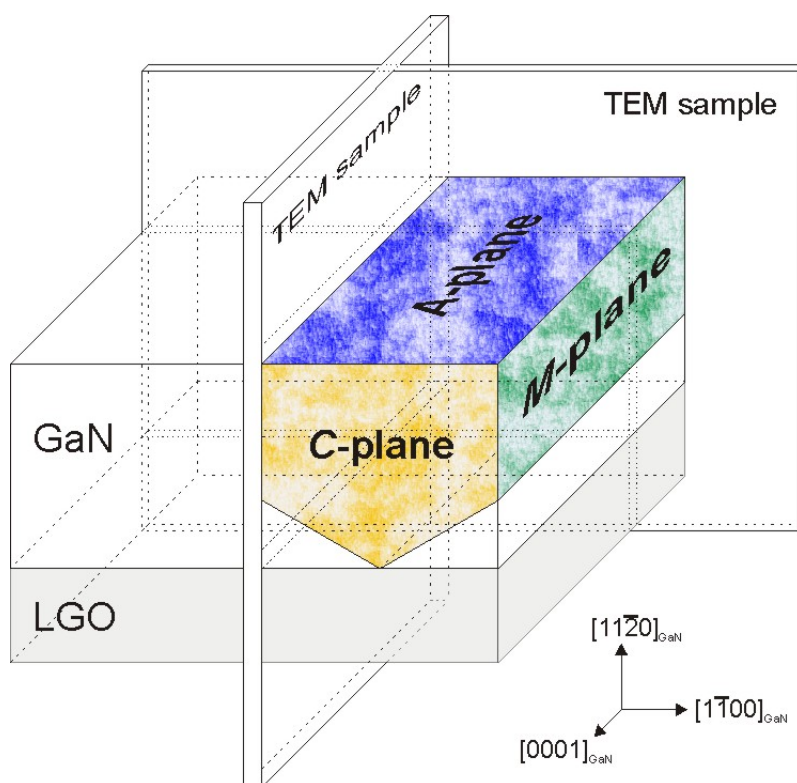 TEM sample
TEM sample
A-plane
M-plane
GaN
C-plane
LGO
[112̅0]GaN
[11̅00]GaN
[0001]GaN